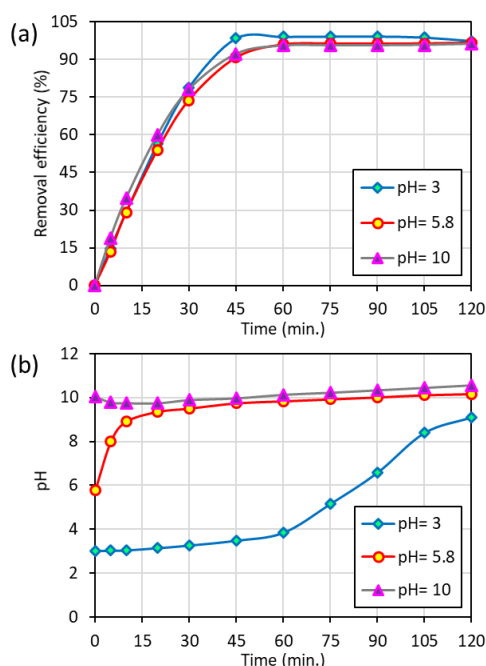 (a)
Removal efficiency (%)
105
90
75
60
45
30
15
0
pH= 3
pH= 5.8
pH= 10
0 15 30 45 60 75 90 105 120
Time (min.)
(b)
pH
12
10
8
6
4
2
0
pH= 3
pH= 5.8
pH= 10
0 15 30 45 60 75 90 105 120
Time (min.)